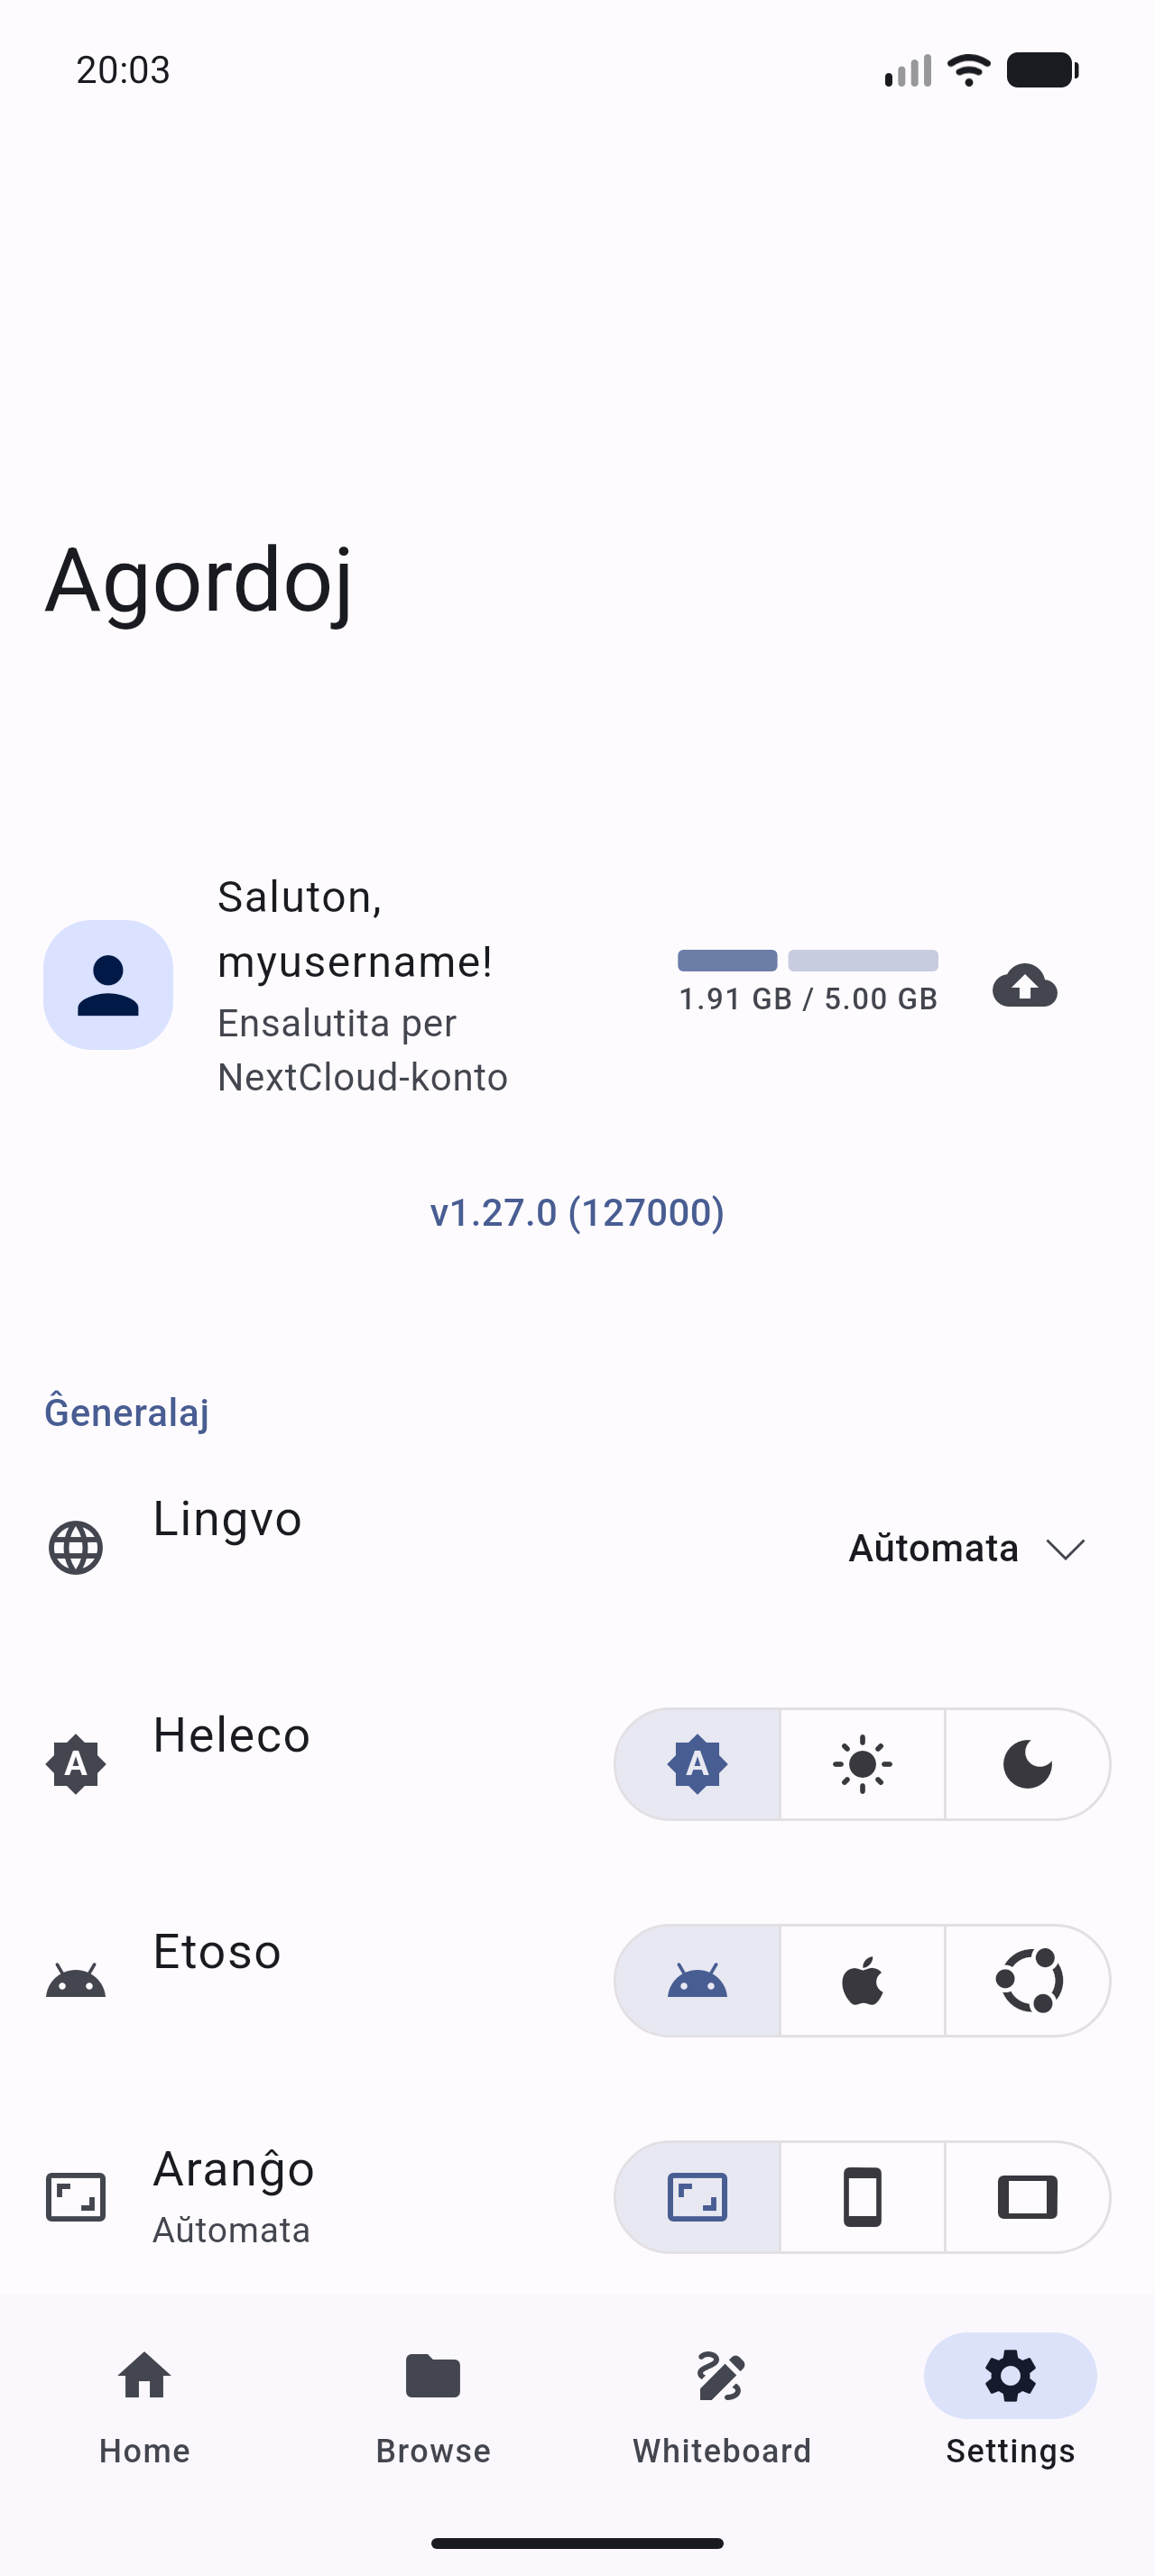 20:03
Agordoj
Saluton,
myusername!
Ensalutita per
NextCloud-konto
1.91 GB / 5.00 GB
v1.27.0 (127000)
Ĝeneralaj
Lingvo
Aŭtomata
A
Heleco
A
Etoso
Aranĝo
Aŭtomata
Home
Browse
Whiteboard
Settings